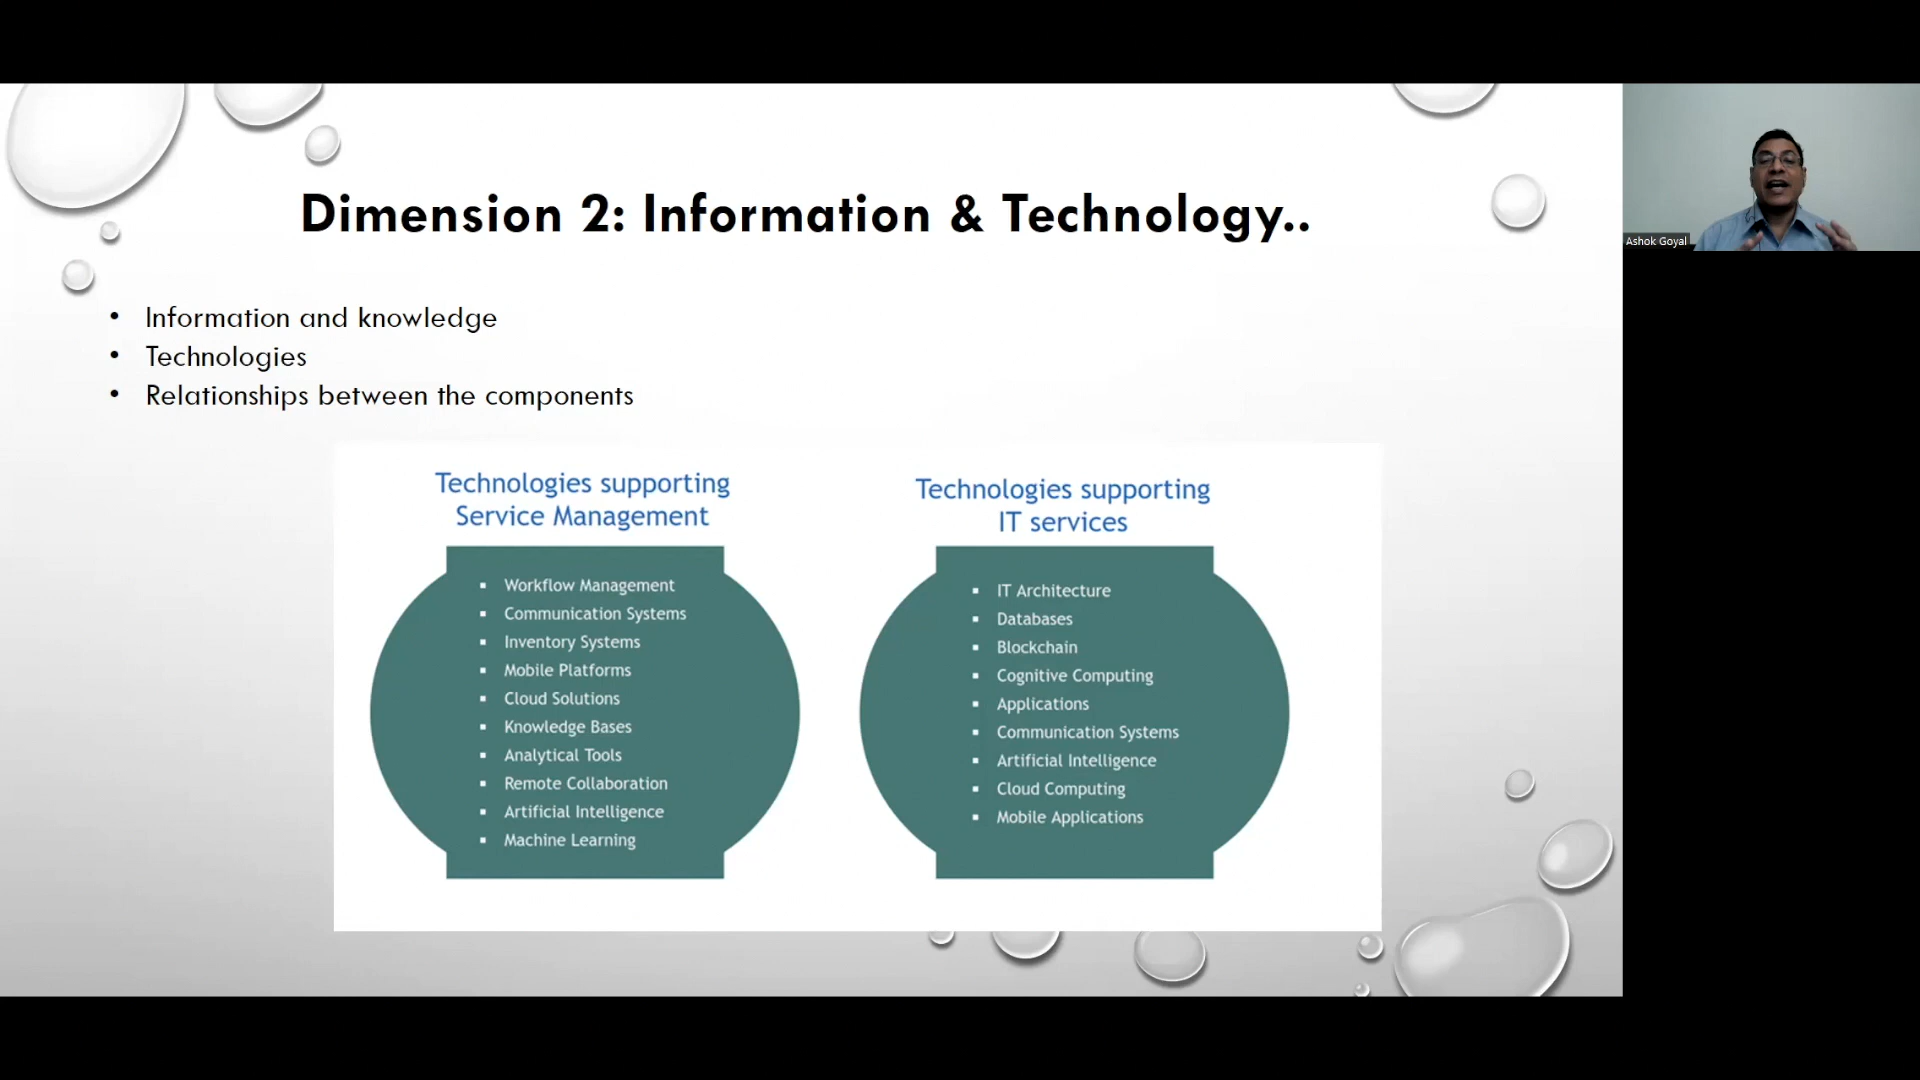 Dimension 2: Information & Technology..
Ashok Goyal
• Information and knowledge
• Technologies
• Relationships between the components
Technologies supporting
Service Management
▪ Workflow Management
▪ Communication Systems
▪ Inventory Systems
▪ Mobile Platforms
▪ Cloud Solutions
▪ Knowledge Bases
▪ Analytical Tools
▪ Remote Collaboration
▪ Artificial Intelligence
▪ Machine Learning
Technologies supporting
IT services
▪ IT Architecture
▪ Databases
▪ Blockchain
▪ Cognitive Computing
▪ Applications
▪ Communication Systems
▪ Artificial Intelligence
▪ Cloud Computing
▪ Mobile Applications